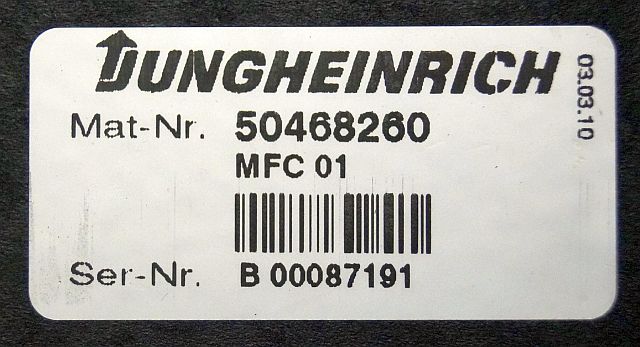 JUNGHEINRICH
03.03.10
Mat-Nr. 50468260
MFC 01
Ser-Nr. B 00087191